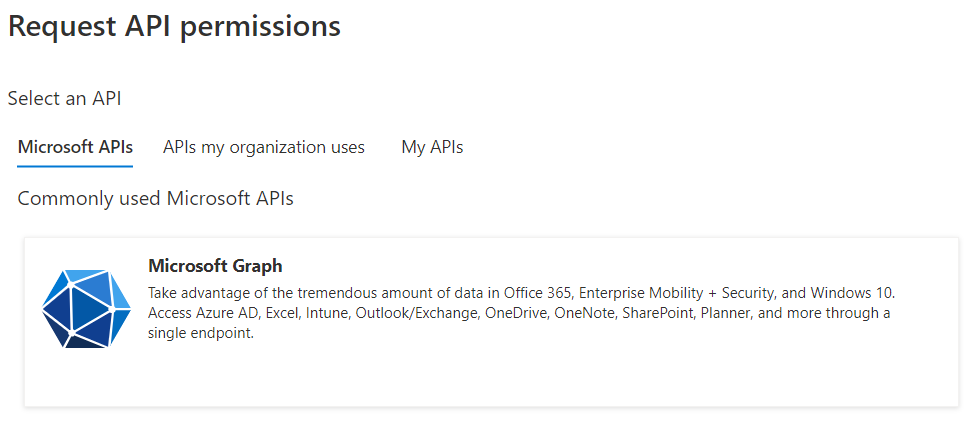 Request API permissions
Select an API
Microsoft APIs APIs my organization uses My APIs
Commonly used Microsoft APIs
Microsoft Graph
Take advantage of the tremendous amount of data in Office 365, Enterprise Mobility + Security, and Windows 10.
Access Azure AD, Excel, Intune, Outlook/Exchange, OneDrive, OneNote, SharePoint, Planner, and more through a
single endpoint.